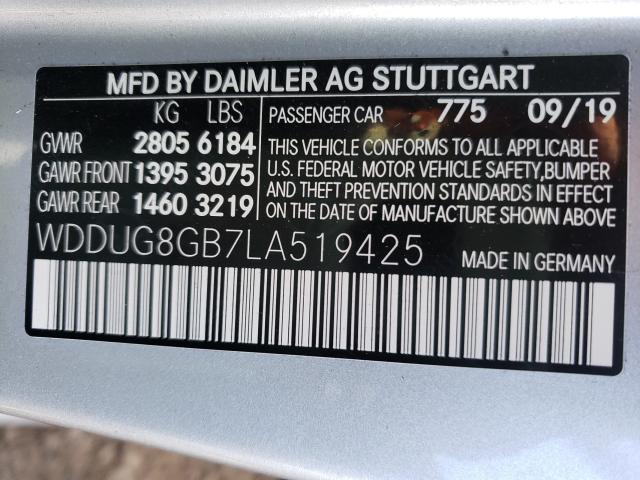 MFD BY DAIMLER AG STUTTGART
KG LBS
GVWR 2805 6184
GAWR FRONT 1395 3075
GAWR REAR 1460 3219
PASSENGER CAR 775 09/19
THIS VEHICLE CONFORMS TO ALL APPLICABLE
U.S. FEDERAL MOTOR VEHICLE SAFETY,BUMPER
AND THEFT PREVENTION STANDARDS IN EFFECT
ON THE DATE OF MANUFACTURE SHOWN ABOVE
WDDUG8GB7LA519425
MADE IN GERMANY